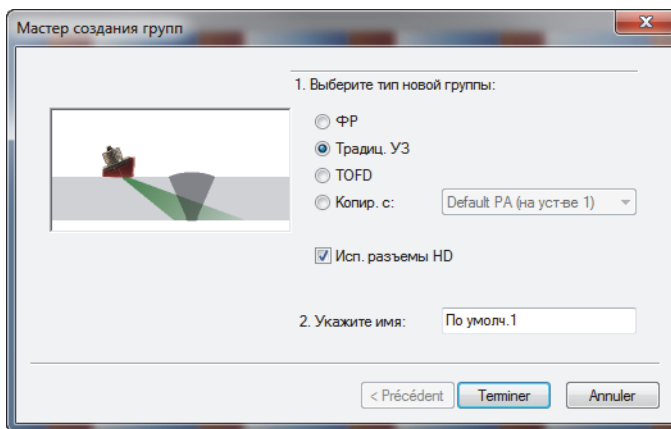 Мастер создания групп
1. Выберите тип новой группы:
ФР
Традиц. УЗ
TOFD
Копир. с:
Default PA (на уст-ве 1)
Исп. разъемы HD
2. Укажите имя:
По умолч.1
< Précédent
Terminer
Annuler